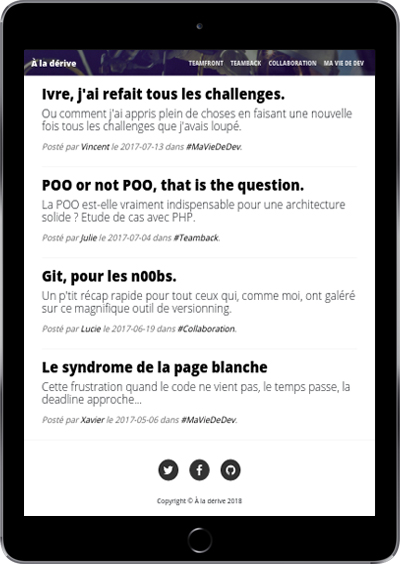 À la dérive
TEAMFRONT TEAMBACK COLLABORATION MA VIE DE DEV
Ivre, j'ai refait tous les challenges.
Ou comment j'ai appris plein de choses en faisant une nouvelle
fois tous les challenges que j'avais loupé.
Posté par Vincent le 2017-07-13 dans #MaVieDeDev.
POO or not POO, that is the question.
La POO est-elle vraiment indispensable pour une architecture
solide ? Etude de cas avec PHP.
Posté par Julie le 2017-07-04 dans #Teamback.
Git, pour les n00bs.
Un p'tit récap rapide pour tout ceux qui, comme moi, ont galéré
sur ce magnifique outil de versionning.
Posté par Lucie le 2017-06-19 dans #Collaboration.
Le syndrome de la page blanche
Cette frustration quand le code ne vient pas, le temps passe, la
deadline approche...
Posté par Xavier le 2017-05-06 dans #MaVieDeDev.
Copyright © À la dérive 2018